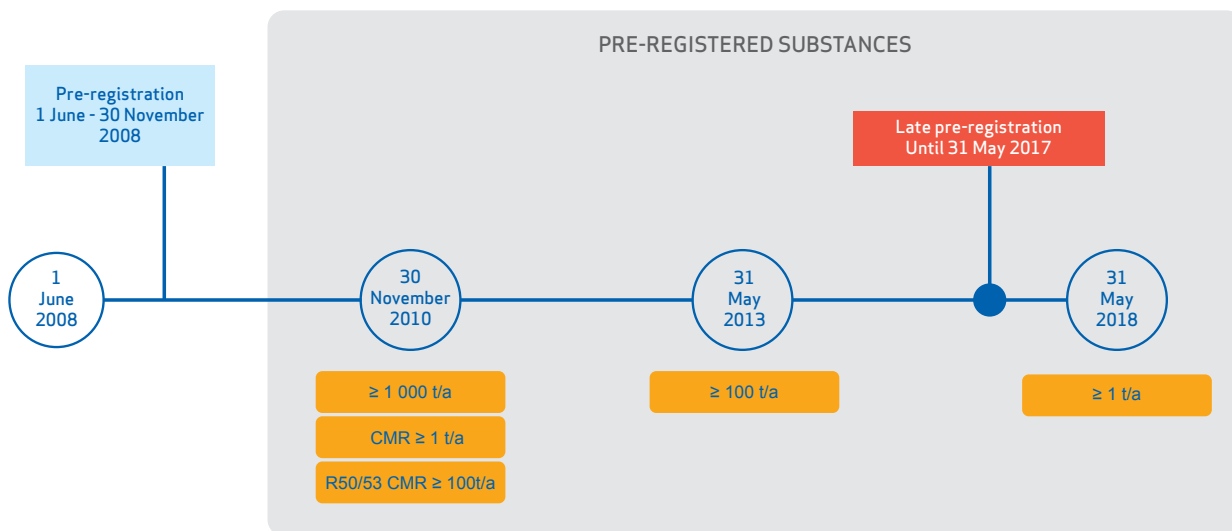 PRE-REGISTERED SUBSTANCES
Pre-registration
1 June - 30 November
2008
Late pre-registration
Until 31 May 2017
1
June
2008
30
November
2010
31
May
2013
31
May
2018
≥ 1 000 t/a
CMR ≥ 1 t/a
R50/53 CMR ≥ 100t/a
≥ 100 t/a
≥ 1 t/a